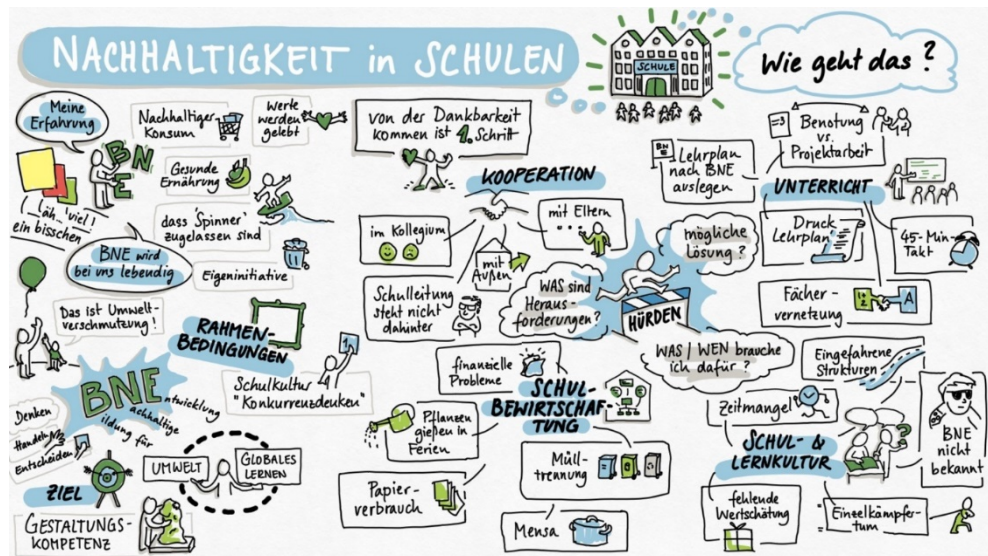 NACHHALTIGKEIT in SCHULEN
SCHULE
Wie geht das?
Meine
Erfahrung
BNE
Äh, viel!
ein bisschen
Nachhaltiger
Konsum
Werte
werden
gelebt
Gesunde
Ernährung
dass 'Spinner'
zugelassen sind
BNE wird
bei uns lebendig
Eigeninitiative
Das ist Umwelt-
verschmutzung!
RAHMEN-
BEDINGUNGEN
1
Schulkultur
"Konkurrenzdenken"
BNE
ntwicklung
achhaltige
ildung für
Denken
Handeln
Entscheiden
ZIEL
UMWELT
GLOBALES
LERNEN
GESTALTUNGS-
KOMPETENZ
von der Dankbarkeit
kommen ist 1. Schritt
KOOPERATION
im Kollegium
mit
Außen
mit Eltern
...
Schulleitung
steht nicht
dahinter
WAS sind
Heraus-
forderungen?
mögliche
Lösung?
HÜRDEN
WAS / WEN brauche
ich dafür?
finanzielle
Probleme
SCHUL-
BEWIRTSCHAF-
TUNG
Pflanzen
gießen in
Ferien
Papier-
verbrauch
Müll-
trennung
Mensa
BNE
Lehrplan
nach BNE
auslegen
=3
Benotung
vs.
Projektarbeit
UNTERRICHT
Druck
Lehrplan
45-Min-
Takt
Fächer-
vernetzung
1:2
A
Eingefahrene
Strukturen
Zeitmangel
SCHUL- &
LERNKULTUR
?
BNE
nicht
bekannt
fehlende
Wertschätung
Einzelkämpfer-
tum